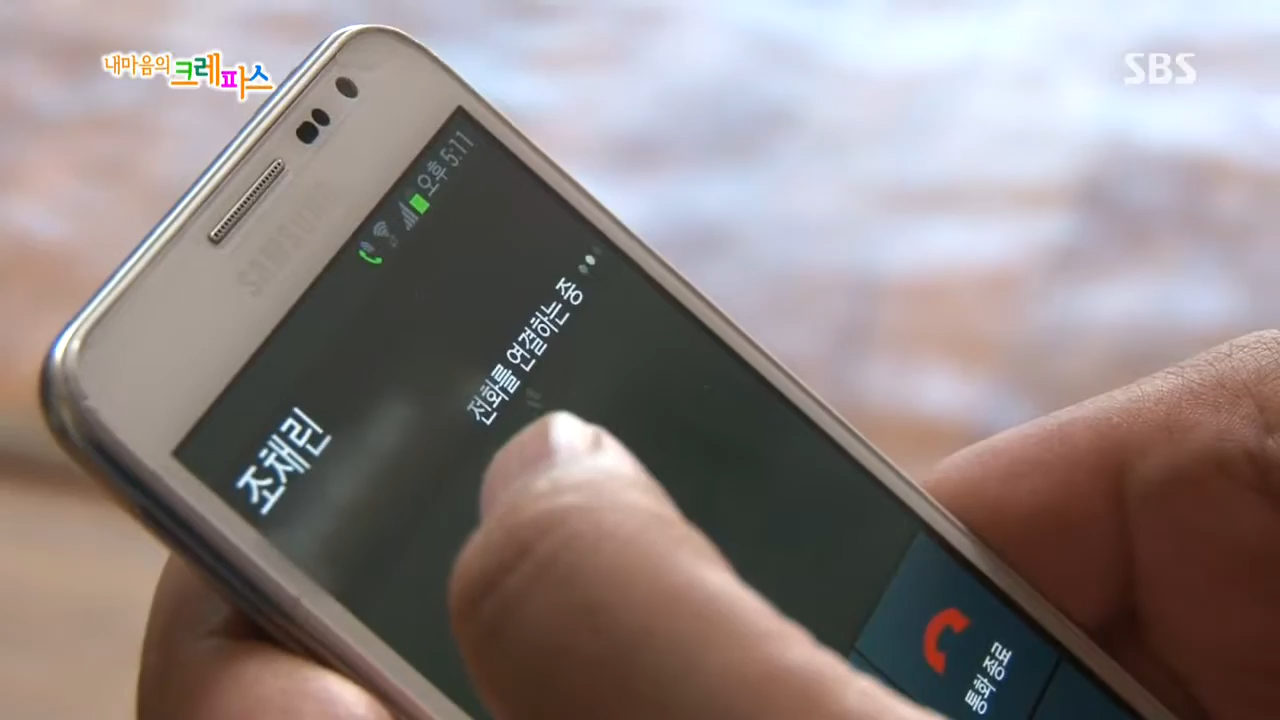 내마음의 크레파스
SBS
SAMSUNG
오후 5:11
전화를 연결하는 중
조채린
통화 종료